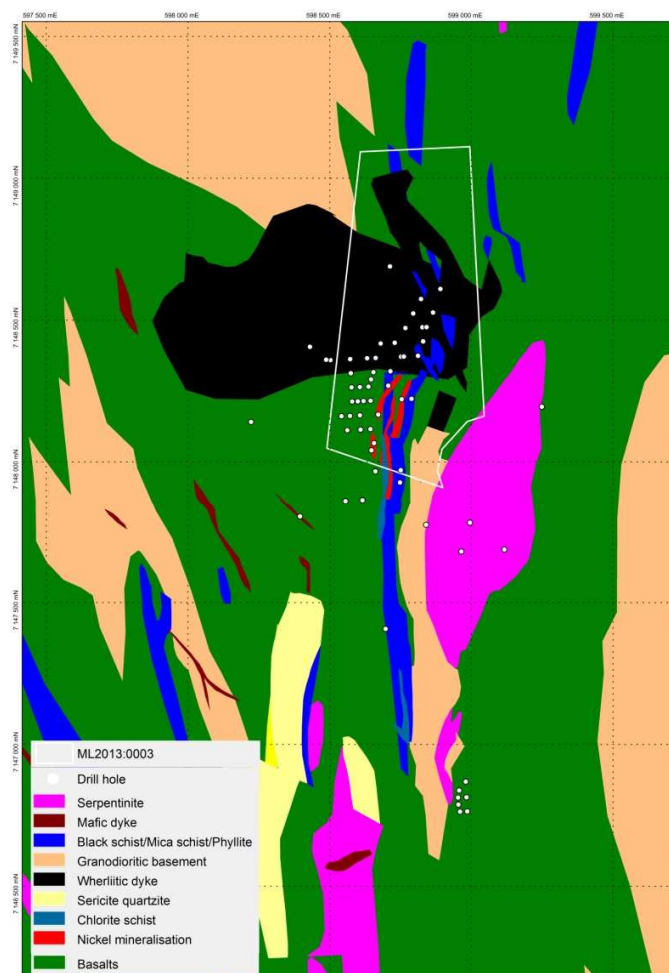 597 500 mE
598 000 mE
598 500 mE
599 000 mE
599 500 mE
7 149 500 mN
7 149 000 mN
7 148 500 mN
7 148 000 mN
7 147 500 mN
7 147 000 mN
7 146 500 mN
ML2013:0003
Drill hole
Serpentinite
Mafic dyke
Black schist/Mica schist/Phyllite
Granodioritic basement
Wherliitic dyke
Sericite quartzite
Chlorite schist
Nickel mineralisation
Basalts